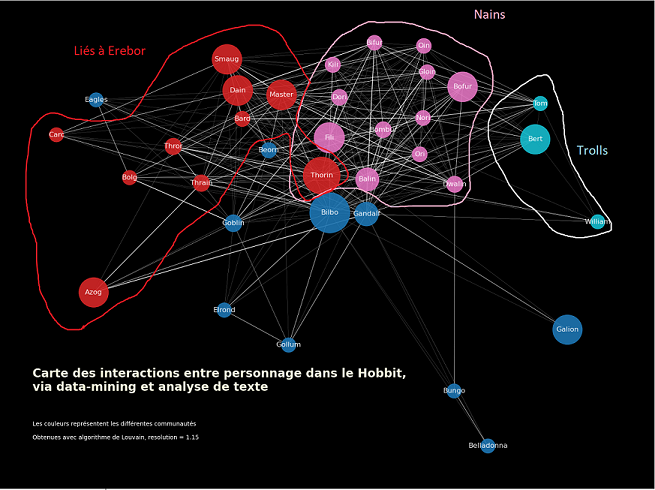 Nains
Liés à Erebor
Bifur
Oin
Smaug
Kili
Gloin
Dain
Master
Dori
Bofur
Eagles
Tom
Bard
Nori
Carc
Fili
Bert
Trolls
Thror
Beorn
Ori
Thorin
Balin
Bolg
Thrain
Dwalin
Bilbo
Gandalf
Goblin
William
Azog
Elrond
Galion
Gollum
Carte des interactions entre personnage dans le Hobbit,
via data-mining et analyse de texte
Bungo
Les couleurs représentent les différentes communautés
Obtenues avec algorithme de Louvain, resolution = 1.15
Belladonna